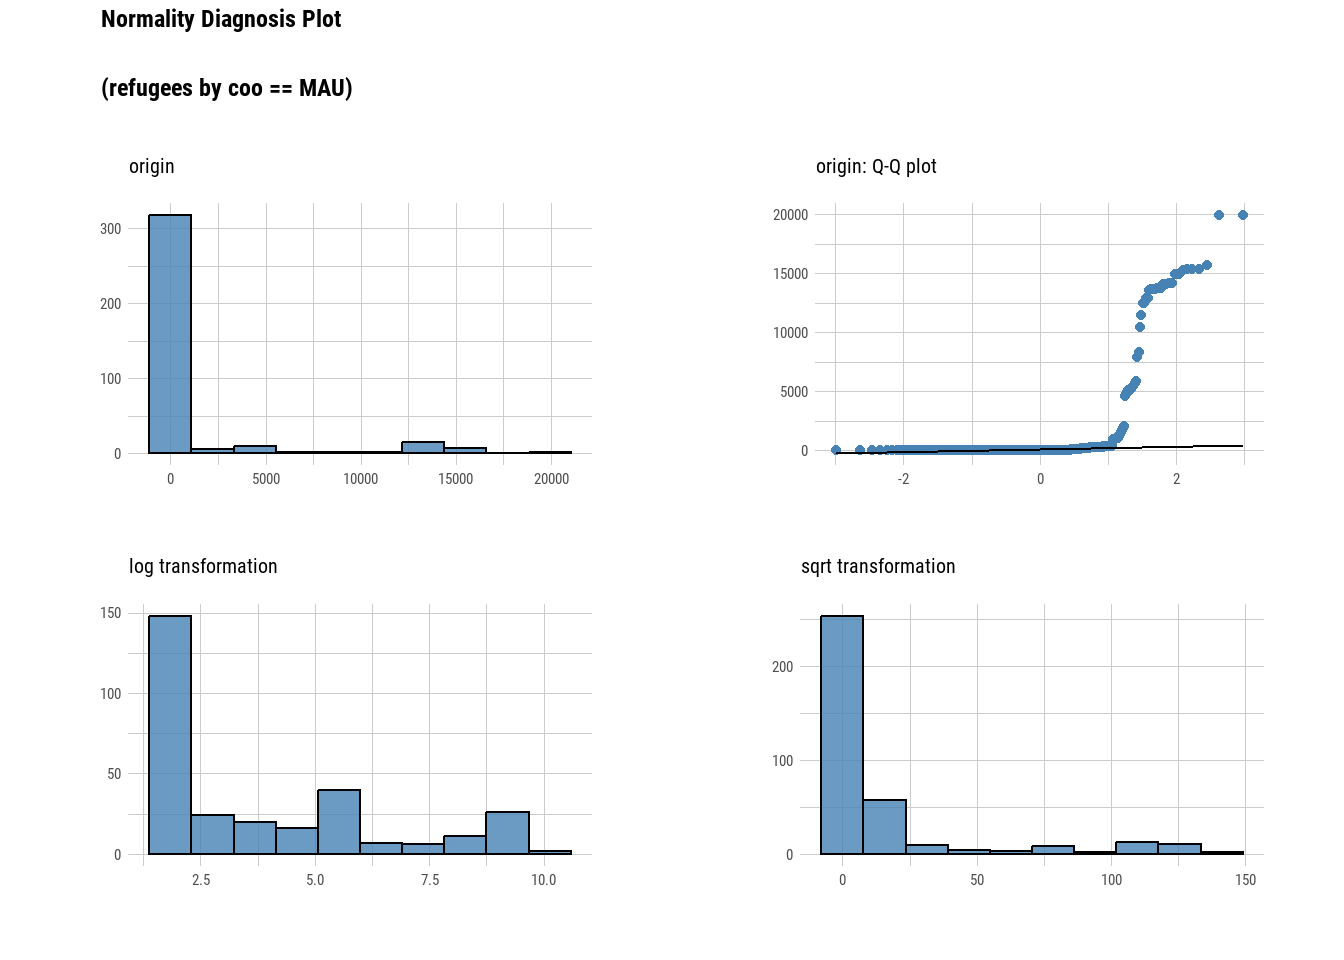 Normality Diagnosis Plot
(refugees by coo == MAU)
origin
300
200
100
0
0 5000 10000 15000 20000
origin: Q-Q plot
20000
15000
10000
5000
0
-2 0 2
log transformation
150
100
50
0
2.5 5.0 7.5 10.0
sqrt transformation
200
100
0
0 50 100 150